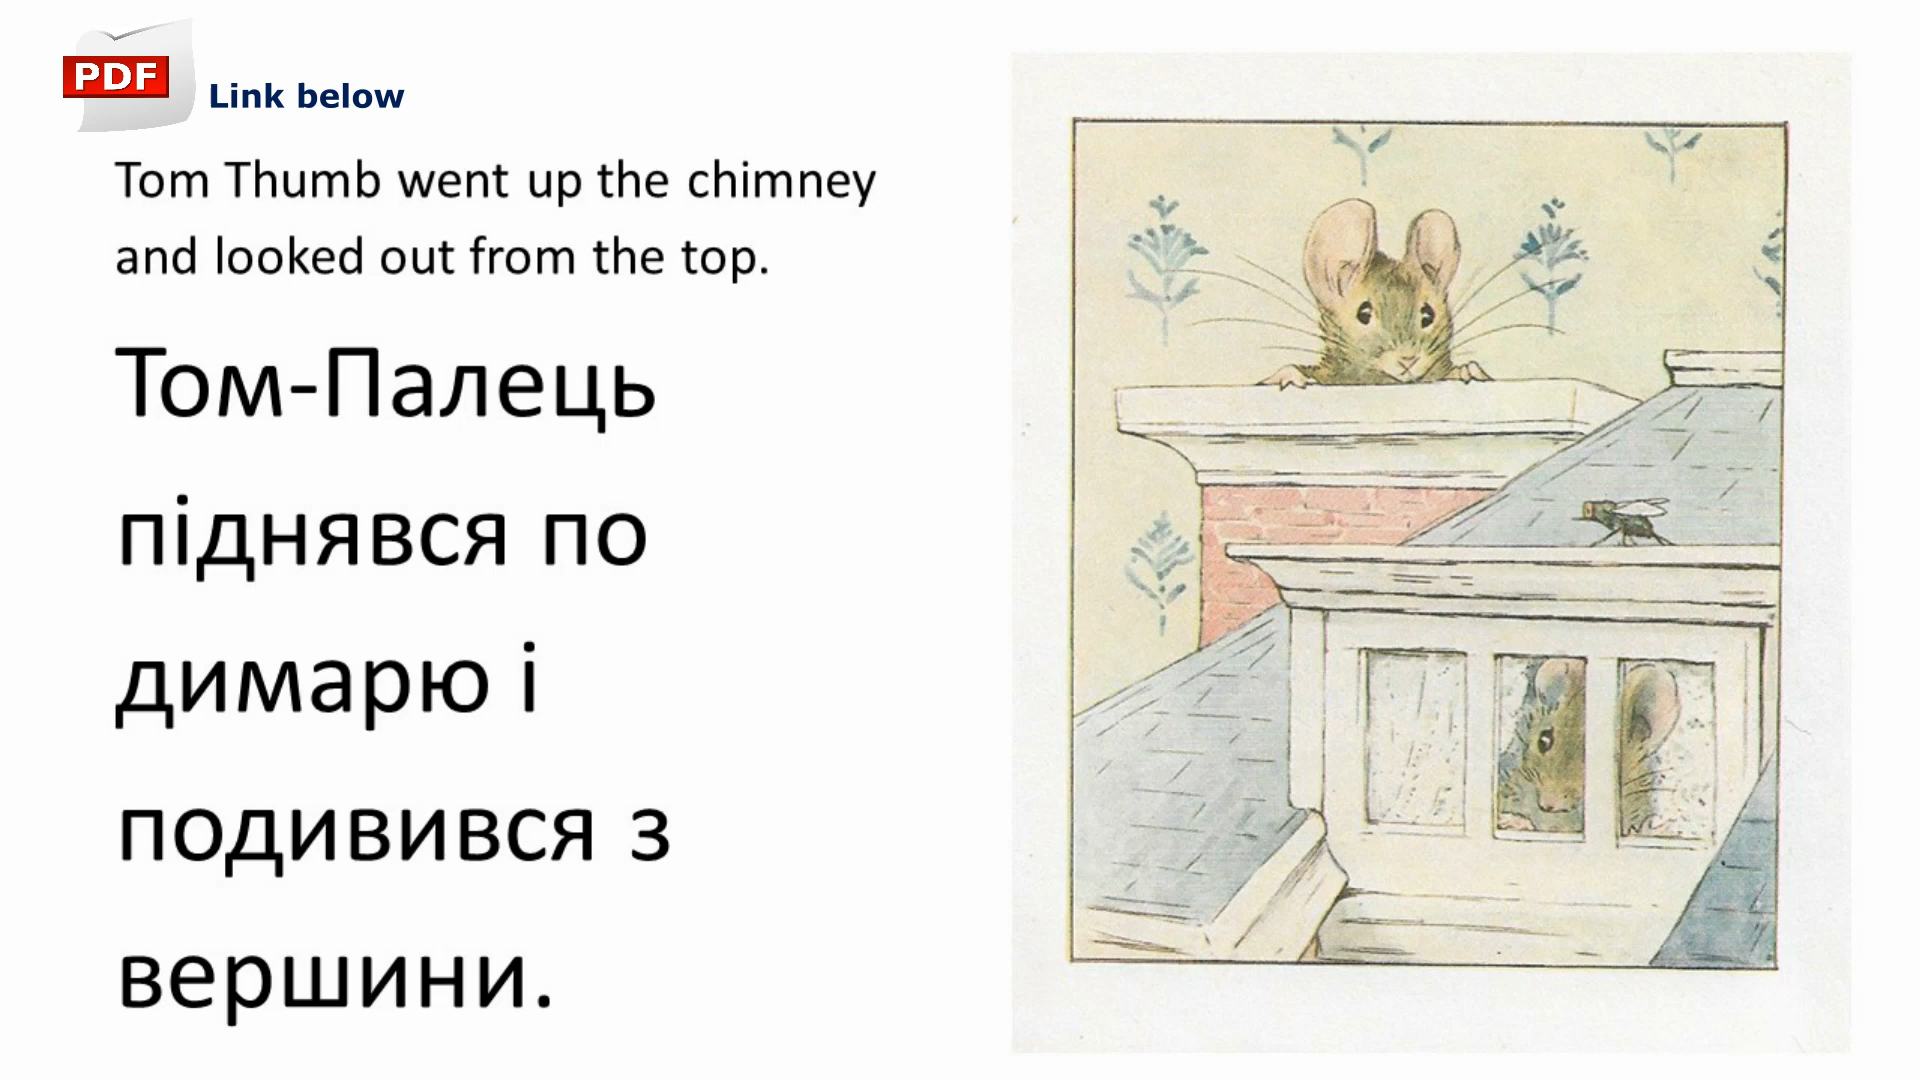 PDF
Link below
Tom Thumb went up the chimney
and looked out from the top.
Том-Палець
піднявся по
димарю і
подивився з
вершини.